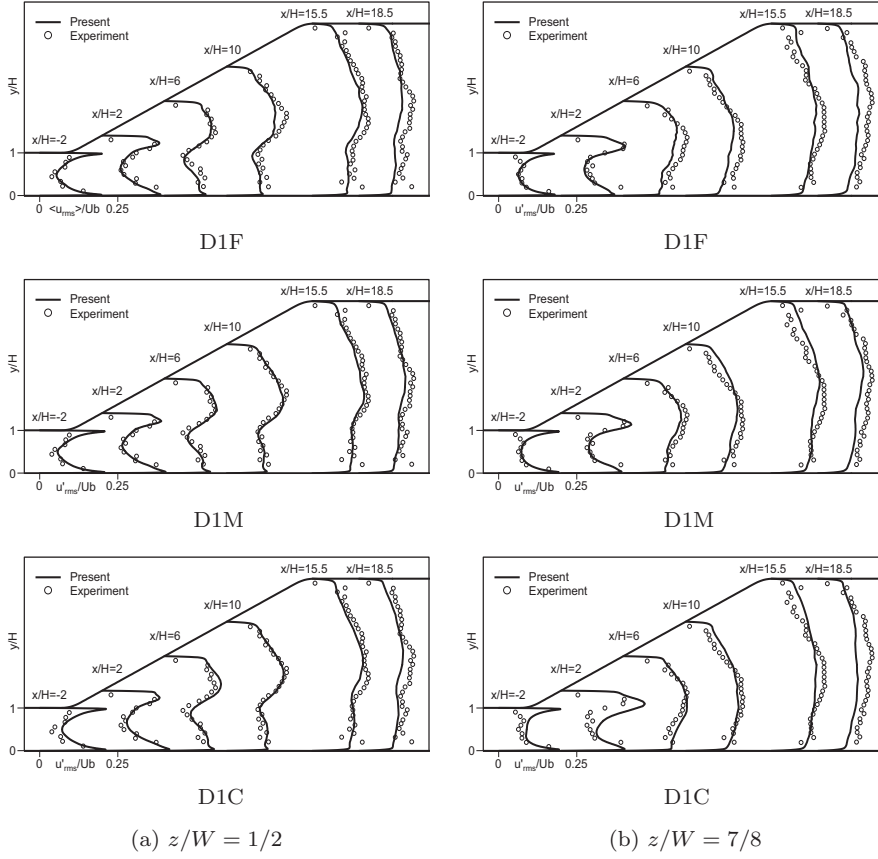 Present
Experiment
x/H=-2
x/H=2
x/H=6
x/H=10
x/H=15.5
x/H=18.5
y/H
1
0
0
<u_rms>/Ub
0.25
D1F
Present
Experiment
x/H=-2
x/H=2
x/H=6
x/H=10
x/H=15.5
x/H=18.5
y/H
1
0
0
u'_rms/Ub
0.25
D1F
Present
Experiment
x/H=-2
x/H=2
x/H=6
x/H=10
x/H=15.5
x/H=18.5
y/H
1
0
0
u'_rms/Ub
0.25
D1M
Present
Experiment
x/H=-2
x/H=2
x/H=6
x/H=10
x/H=15.5
x/H=18.5
y/H
1
0
0
u'_rms/Ub
0.25
D1M
Present
Experiment
x/H=-2
x/H=2
x/H=6
x/H=10
x/H=15.5
x/H=18.5
y/H
1
0
0
u'_rms/Ub
0.25
D1C
Present
Experiment
x/H=-2
x/H=2
x/H=6
x/H=10
x/H=15.5
x/H=18.5
y/H
1
0
0
u'_rms/Ub
0.25
D1C
(a) z/W = 1/2
(b) z/W = 7/8